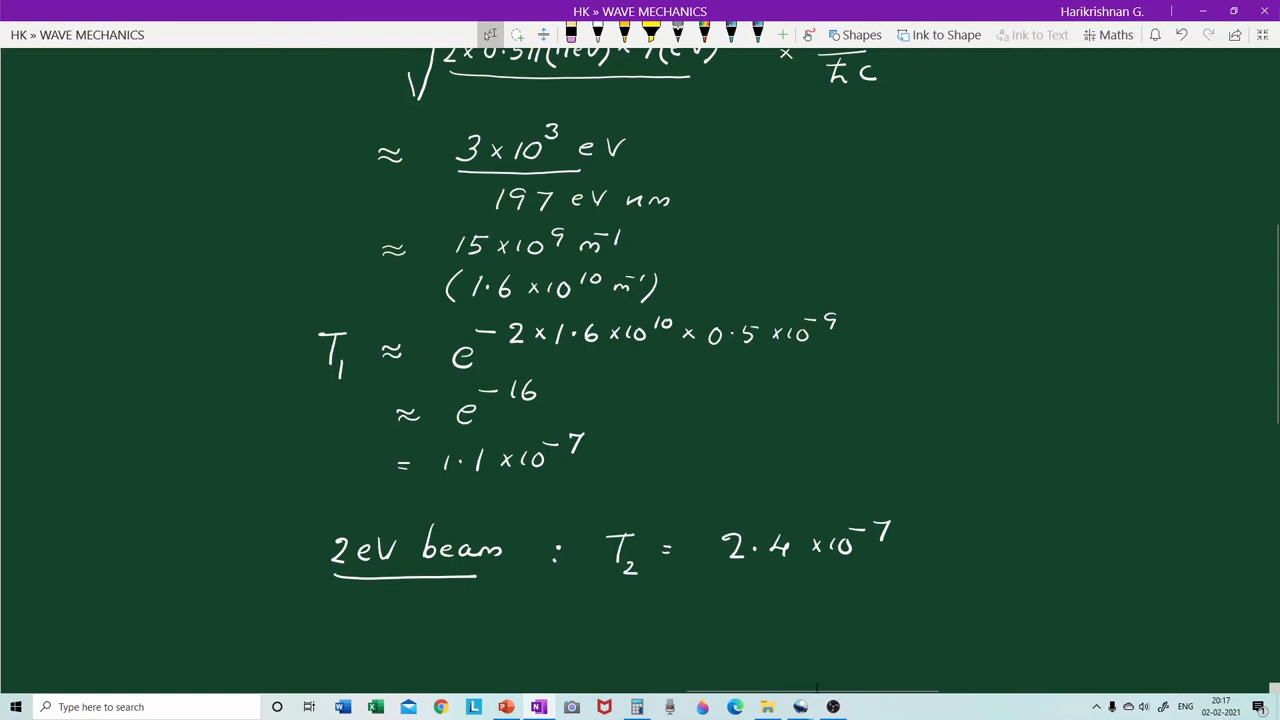 HK » WAVE MECHANICS
Harikrishnan G.
HK » WAVE MECHANICS
Shapes
Ink to Shape
Ink to Text
Maths
× ħc
≈ 3 × 10³ eV
197 eV nm
≈ 15 × 10⁹ m⁻¹
(1.6 × 10¹⁰ m⁻¹)
T₁ ≈ e^(-2 × 1.6 × 10¹⁰ × 0.5 × 10⁻⁹)
≈ e⁻¹⁶
= 1.1 × 10⁻⁷
2eV beam : T₂ = 2.4 × 10⁻⁷
Type here to search
ENG
20:17
02-02-2021